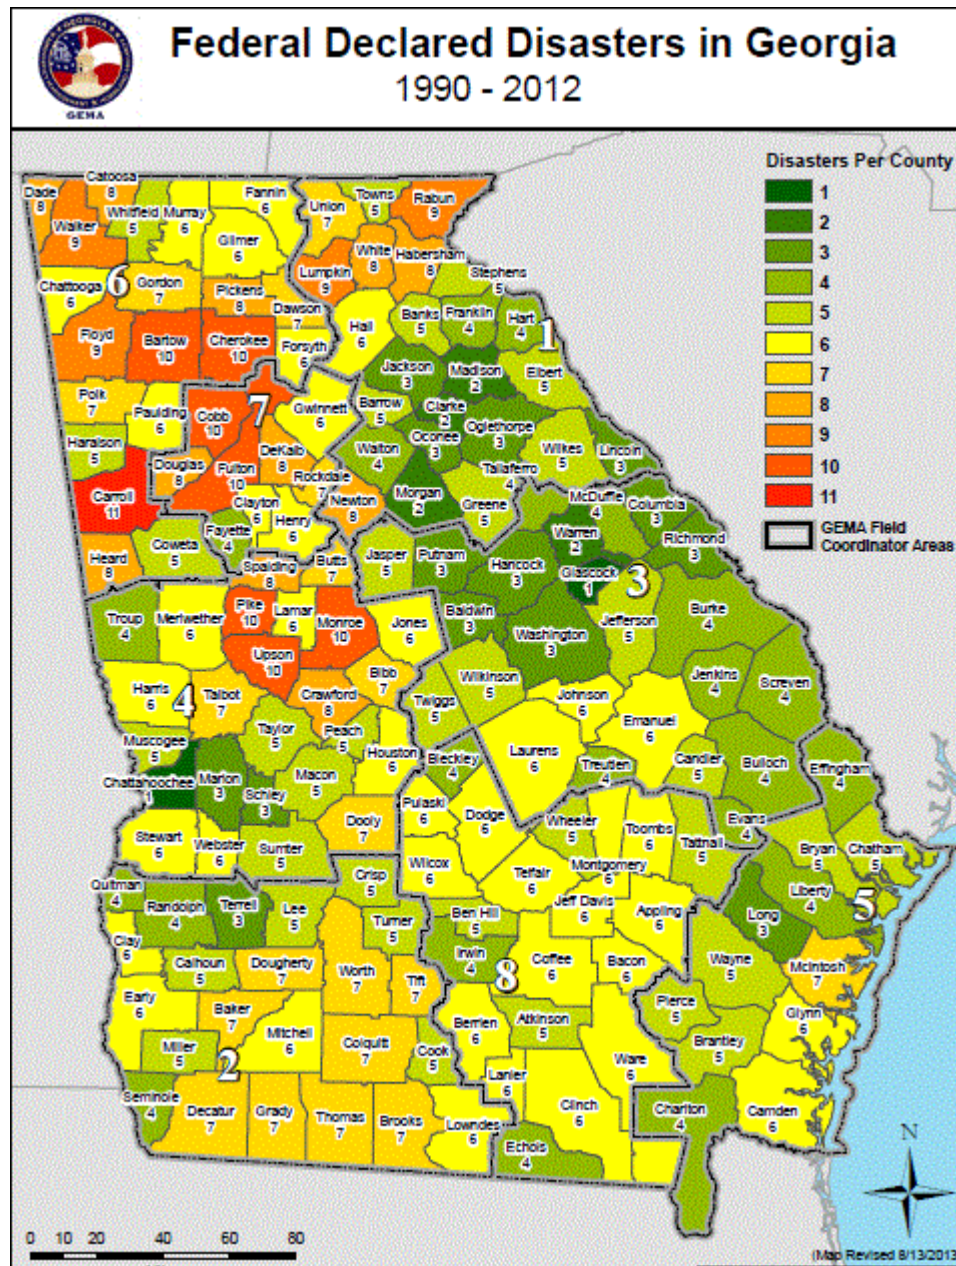 GEORGIA
GEMA
Federal Declared Disasters in Georgia
1990 - 2012
Disasters Per County
1
2
3
4
5
6
7
8
9
10
11
GEMA Field
Coordinator Areas
Dade
8
Catoosa
8
Walker
9
Whitfield
5
Murray
6
Fannin
6
Gilmer
6
Union
7
Towns
5
Rabun
9
Lumpkin
9
White
8
Habersham
8
Stephens
5
Chattooga
6
6
Gordon
7
Pickens
8
Dawson
7
Floyd
9
Bartow
10
Cherokee
10
Forsyth
6
Hall
6
Banks
5
Franklin
4
Hart
4
1
Jackson
3
Madison
2
Elbert
5
Polk
7
Paulding
6
Cobb
10
7
Gwinnett
6
Barrow
5
Clarke
2
Oconee
3
Oglethorpe
3
Wilkes
5
Lincoln
3
Haralson
5
Carroll
11
Douglas
8
Fulton
10
DeKalb
8
Rockdale
7
Walton
4
Morgan
2
Greene
5
Taliaferro
4
Clayton
6
Henry
6
Newton
8
Fayette
4
Coweta
5
Heard
8
Spalding
8
Butts
7
Jasper
5
Putnam
3
Hancock
3
Warren
2
McDuffie
4
Columbia
3
Richmond
3
Glascock
1
3
Troup
4
Meriwether
6
Pike
10
Lamar
6
Monroe
10
Jones
6
Baldwin
3
Washington
3
Jefferson
5
Burke
4
Upson
10
Bibb
7
Crawford
8
Wilkinson
5
Twiggs
5
Johnson
6
Jenkins
4
Screven
4
Harris
6
4
Talbot
7
Taylor
5
Peach
5
Houston
6
Bleckley
4
Laurens
6
Emanuel
6
Treutlen
4
Candler
5
Bulloch
4
Effingham
4
Muscogee
5
Chattahoochee
1
Marion
3
Schley
3
Macon
5
Dooly
7
Pulaski
6
Dodge
6
Wheeler
5
Montgomery
6
Toombs
6
Tattnall
5
Evans
4
Bryan
5
Chatham
5
Stewart
6
Webster
6
Sumter
5
Wilcox
6
Telfair
6
Jeff Davis
6
Appling
6
Long
3
Liberty
4
5
Quitman
4
Randolph
4
Terrell
3
Lee
5
Crisp
5
Turner
5
Ben Hill
5
Irwin
4
8
Coffee
6
Bacon
6
Wayne
5
McIntosh
7
Clay
6
Calhoun
5
Dougherty
7
Worth
7
Tift
7
Early
6
Baker
7
Mitchell
6
Colquitt
7
Berrien
6
Atkinson
5
Pierce
5
Brantley
5
Glynn
6
Miller
5
2
Cook
5
Lanier
6
Ware
6
Clinch
6
Seminole
4
Decatur
7
Grady
7
Thomas
7
Brooks
7
Lowndes
6
Echols
4
Charlton
4
Camden
6
N
0 10 20 40 60 80
(Map Revised 8/13/2013